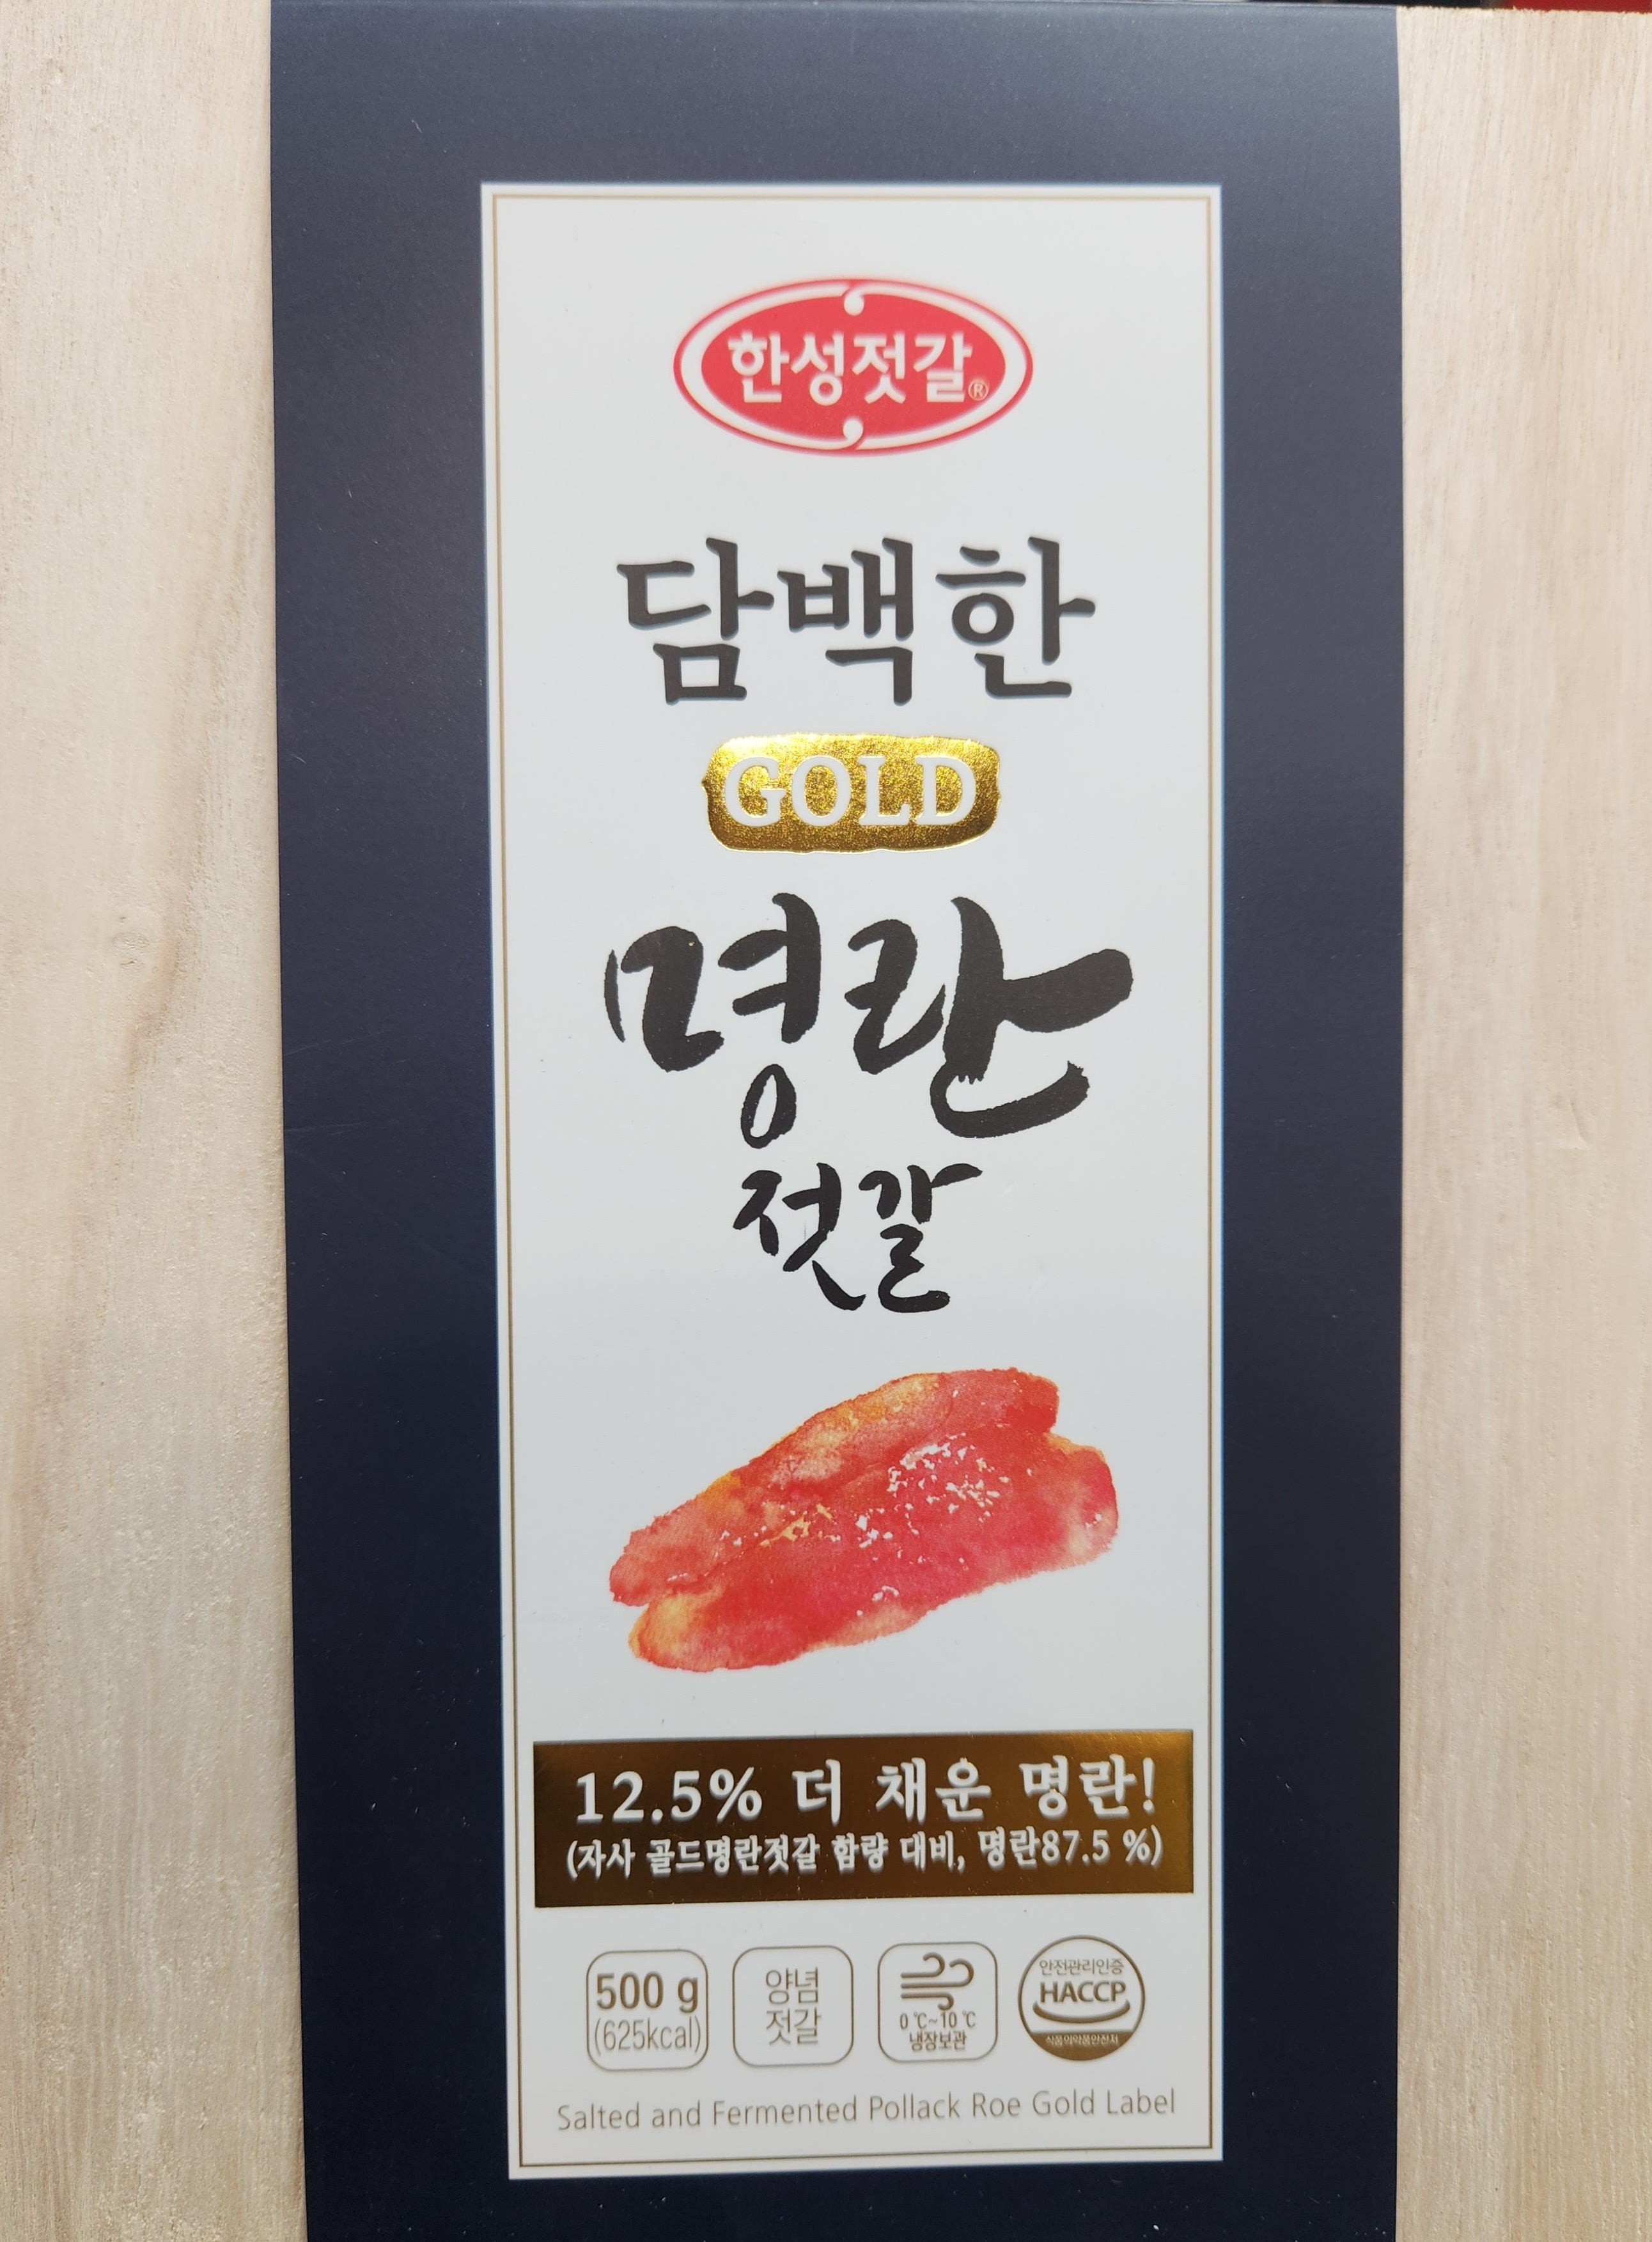 한성젓갈®
담백한
GOLD
명란
젓갈
12.5% 더 채운 명란!
(자사 골드명란젓갈 함량 대비, 명란87.5 %)
500 g
(625kcal)
양념
젓갈
0 ℃~10 ℃
냉장보관
안전관리인증
HACCP
식품의약품안전처
Salted and Fermented Pollack Roe Gold Label